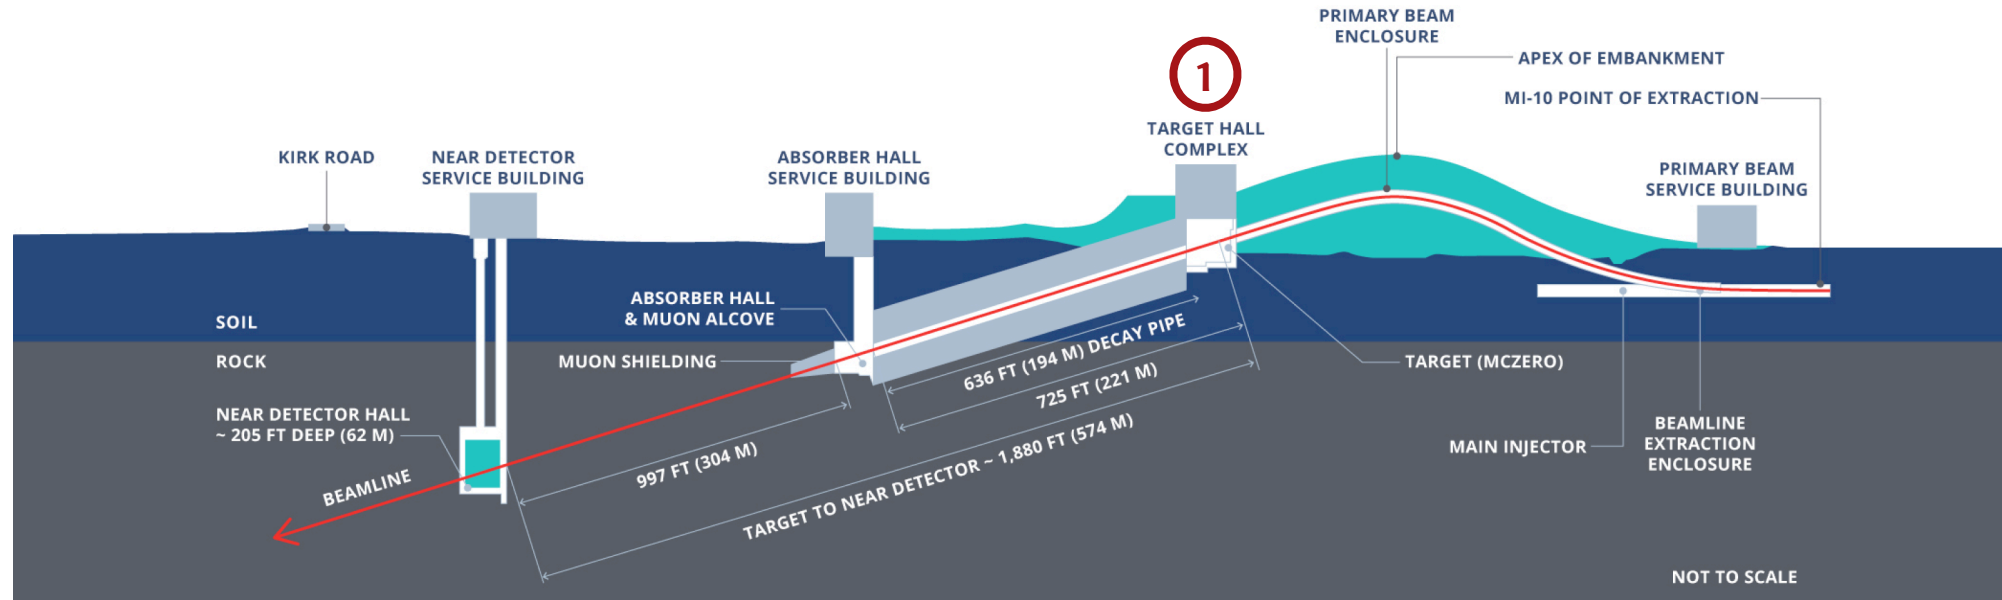 PRIMARY BEAM
ENCLOSURE
1
APEX OF EMBANKMENT
MI-10 POINT OF EXTRACTION
TARGET HALL
COMPLEX
KIRK ROAD
NEAR DETECTOR
SERVICE BUILDING
ABSORBER HALL
SERVICE BUILDING
PRIMARY BEAM
SERVICE BUILDING
ABSORBER HALL
& MUON ALCOVE
SOIL
ROCK
MUON SHIELDING
636 FT (194 M) DECAY PIPE
725 FT (221 M)
TARGET (MCZERO)
NEAR DETECTOR HALL
~ 205 FT DEEP (62 M)
BEAMLINE
997 FT (304 M)
TARGET TO NEAR DETECTOR ~ 1,880 FT (574 M)
MAIN INJECTOR
BEAMLINE
EXTRACTION
ENCLOSURE
NOT TO SCALE